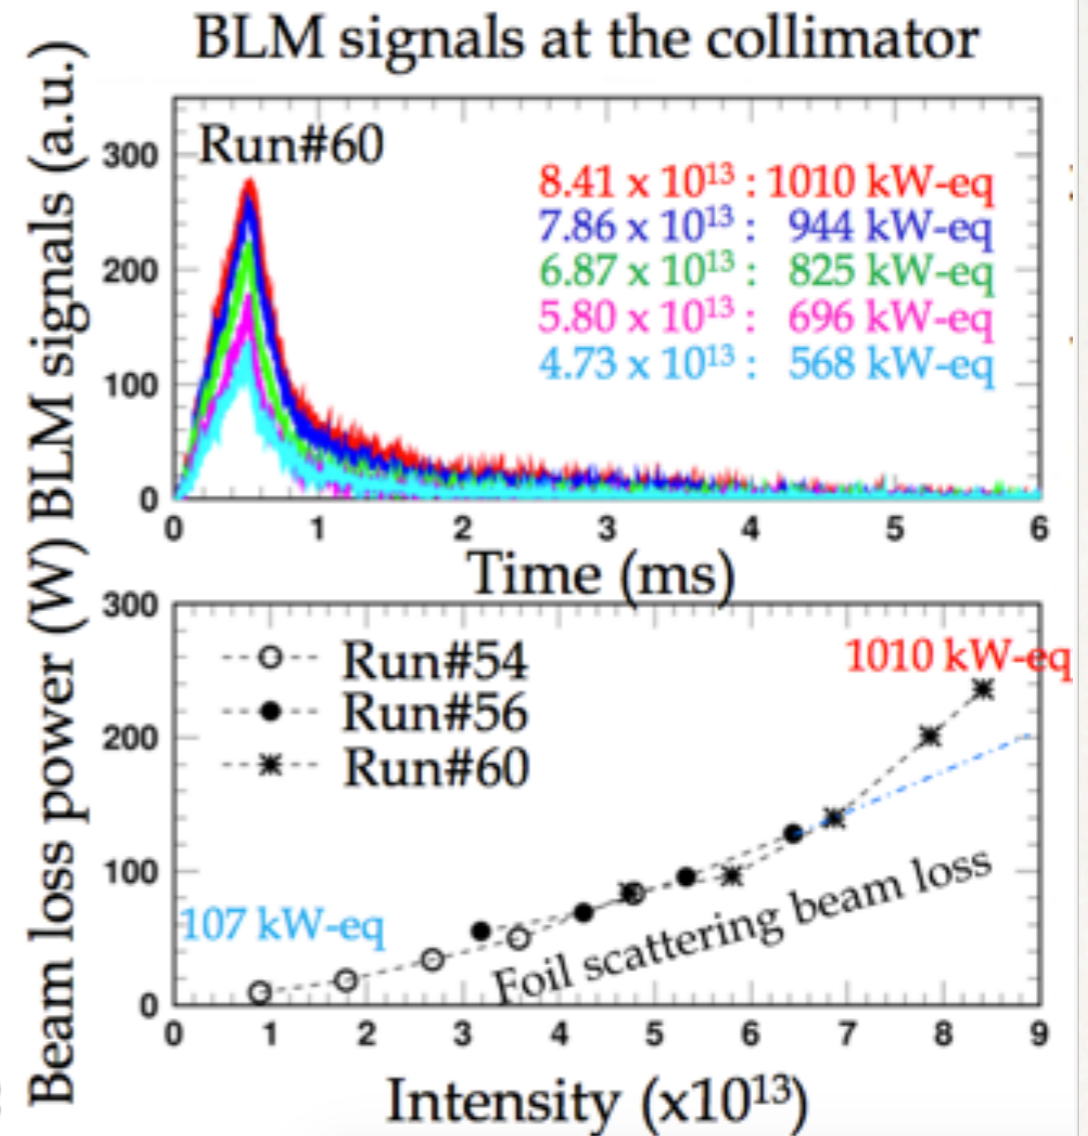 BLM signals at the collimator
BLM signals (a.u.)
Run#60
8.41 x 10¹³ : 1010 kW-eq
7.86 x 10¹³ : 944 kW-eq
6.87 x 10¹³ : 825 kW-eq
5.80 x 10¹³ : 696 kW-eq
4.73 x 10¹³ : 568 kW-eq
300
200
100
0
0 1 2 3 4 5 6
Time (ms)
Beam loss power (W)
300
200
100
0
Run#54
Run#56
Run#60
1010 kW-eq
107 kW-eq
Foil scattering beam loss
0 1 2 3 4 5 6 7 8 9
Intensity (x10¹³)